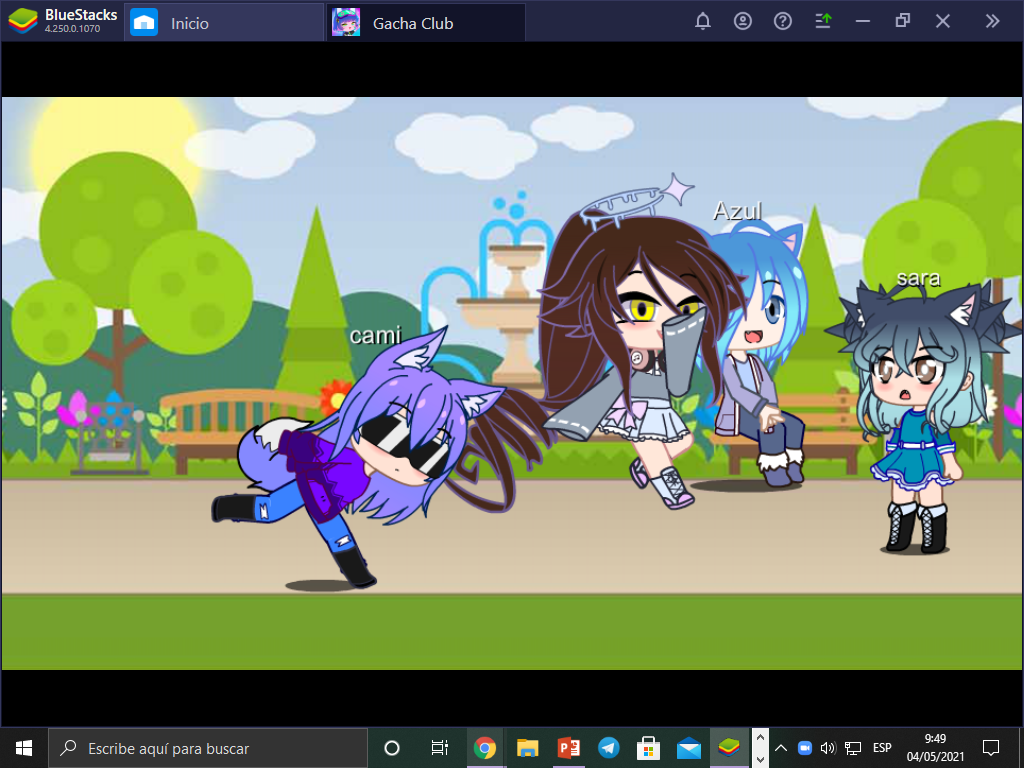 BlueStacks
4.250.0.1070
Inicio
Gacha Club
Azul
sara
cami
Escribe aquí para buscar
ESP
9:49
04/05/2021